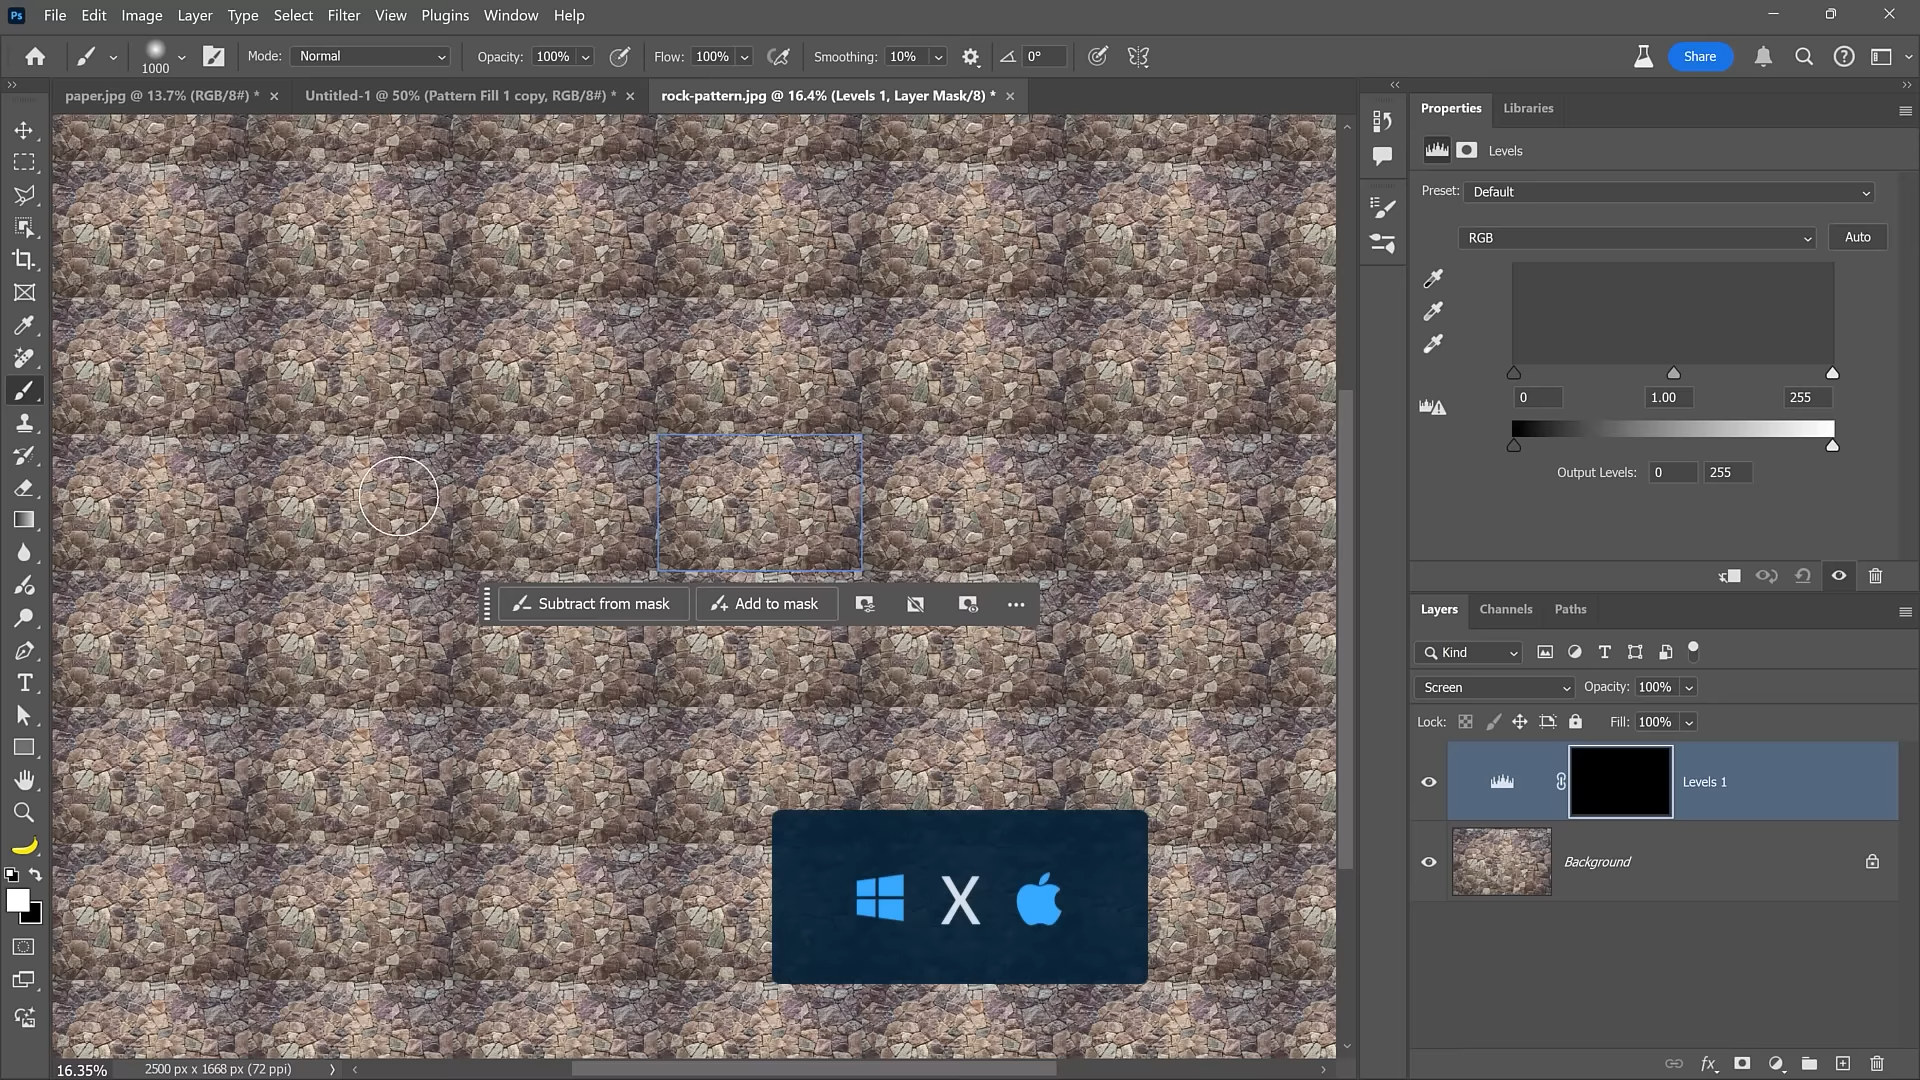 Ps File Edit Image Layer Type Select Filter View Plugins Window Help
1000 Mode: Normal Opacity: 100% Flow: 100% Smoothing: 10% 0° Share
paper.jpg @ 13.7% (RGB/8#) * Untitled-1 @ 50% (Pattern Fill 1 copy, RGB/8#) * rock-pattern.jpg @ 16.4% (Levels 1, Layer Mask/8) *
Properties Libraries
Levels
Preset: Default
RGB Auto
0 1.00 255
Output Levels: 0 255
Subtract from mask Add to mask
Layers Channels Paths
Kind
Screen Opacity: 100%
Lock: Fill: 100%
Levels 1
Background
X
fx
16.35% 2500 px x 1668 px (72 ppi)